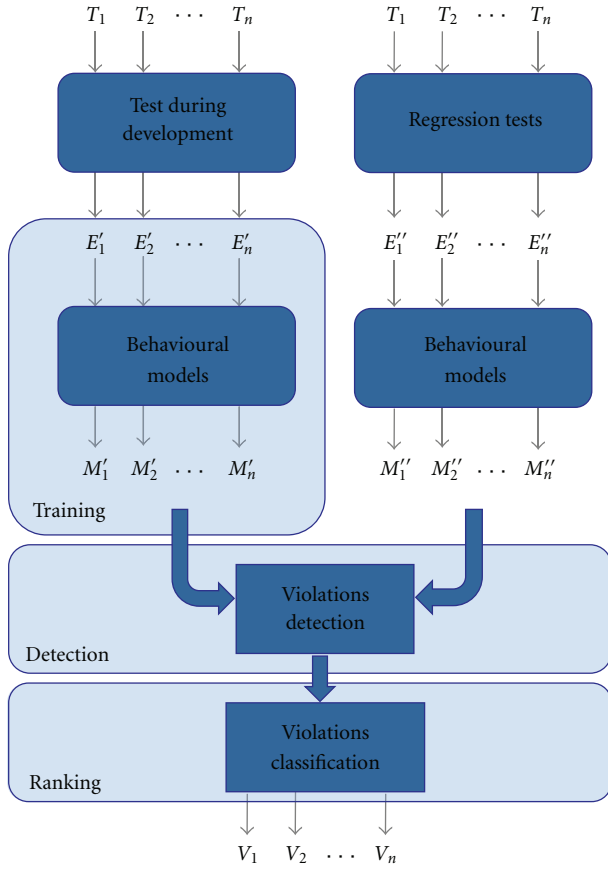 T₁ T₂ · · · Tₙ T₁ T₂ · · · Tₙ
Test during
development
Regression tests
E′₁ E′₂ · · · E′ₙ E″₁ E″₂ · · · E″ₙ
Behavioural
models
Behavioural
models
M′₁ M′₂ · · · M′ₙ M″₁ M″₂ · · · M″ₙ
Training
Violations
detection
Detection
Violations
classification
Ranking
V₁ V₂ · · · Vₙ